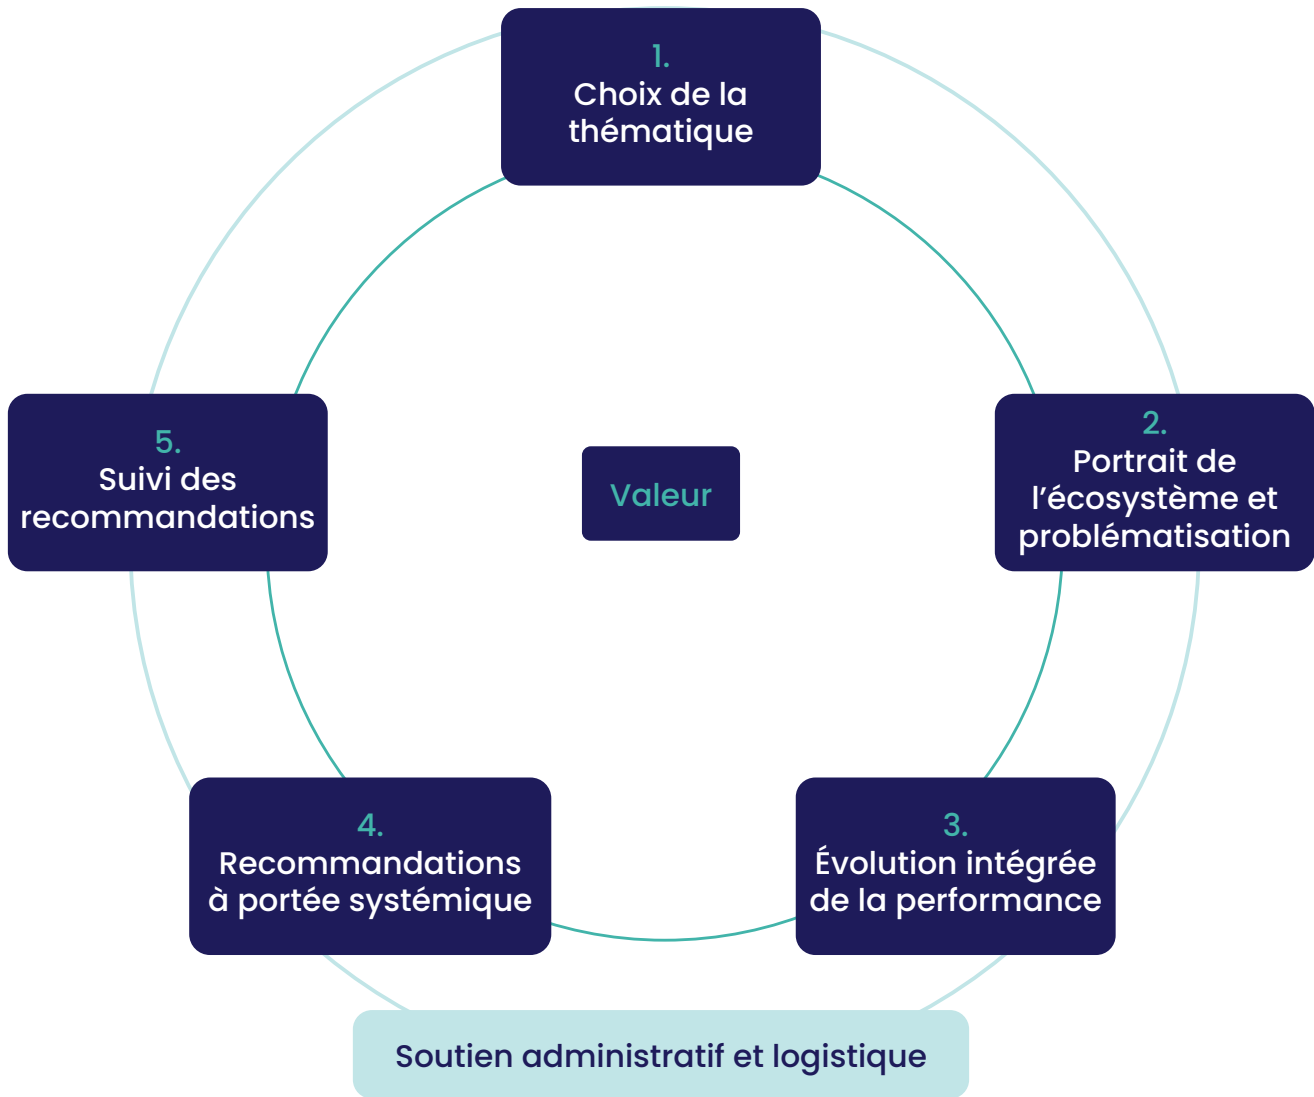 1.
Choix de la
thématique
2.
Portrait de
l’écosystème et
problématisation
3.
Évolution intégrée
de la performance
4.
Recommandations
à portée systémique
5.
Suivi des
recommandations
Valeur
Soutien administratif et logistique